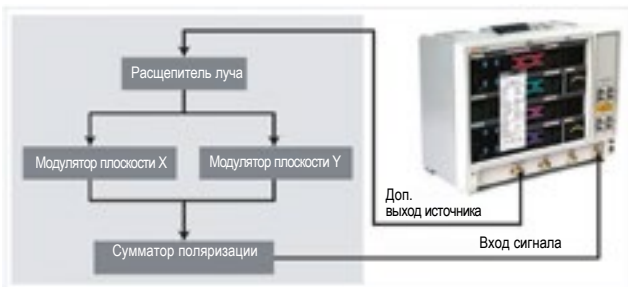 Расщепитель луча
Модулятор плоскости X
Модулятор плоскости Y
Доп.
выход источника
Вход сигнала
Сумматор поляризации